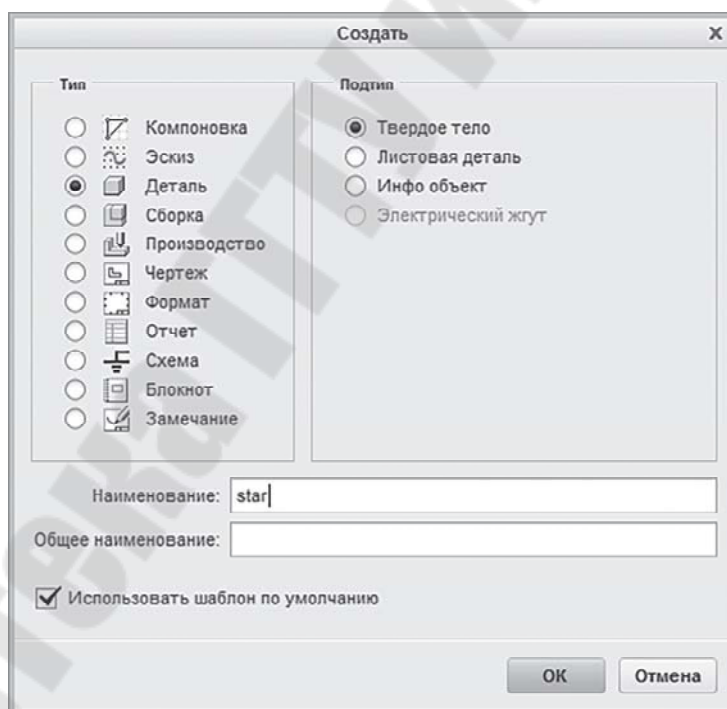 Создать
Тип
Компоновка
Эскиз
Деталь
Сборка
Производство
Чертеж
Формат
Отчет
Схема
Блокнот
Замечание
Подтип
Твердое тело
Листовая деталь
Инфо объект
Электрический жгут
Наименование: star
Общее наименование:
Использовать шаблон по умолчанию
ОК
Отмена